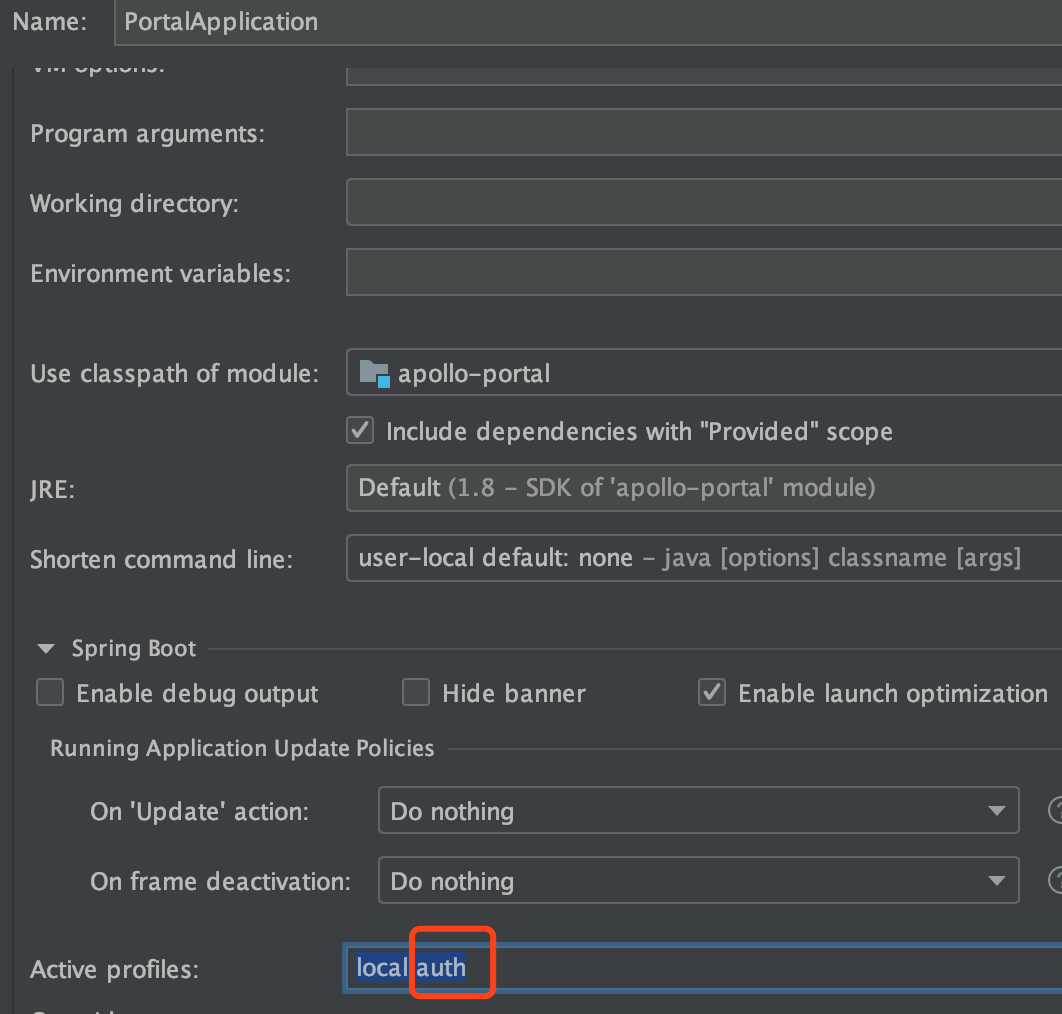 Name: PortalApplication
VM options:
Program arguments:
Working directory:
Environment variables:
Use classpath of module: apollo-portal
Include dependencies with "Provided" scope
JRE: Default (1.8 – SDK of 'apollo-portal' module)
Shorten command line: user-local default: none – java [options] classname [args]
Spring Boot
Enable debug output Hide banner Enable launch optimization
Running Application Update Policies
On 'Update' action: Do nothing ?
On frame deactivation: Do nothing ?
Active profiles: local,auth